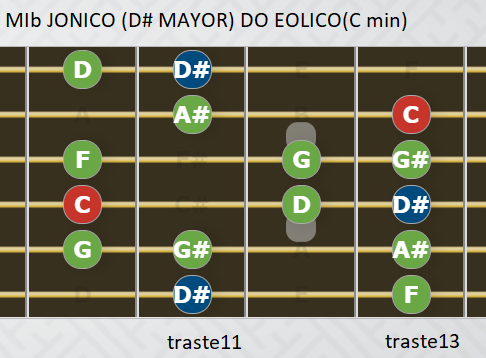 MIb JONICO (D# MAYOR) DO EOLICO(C min)
D D#
A# C
F G G#
C D D#
G G# A#
D# F
traste11 traste13